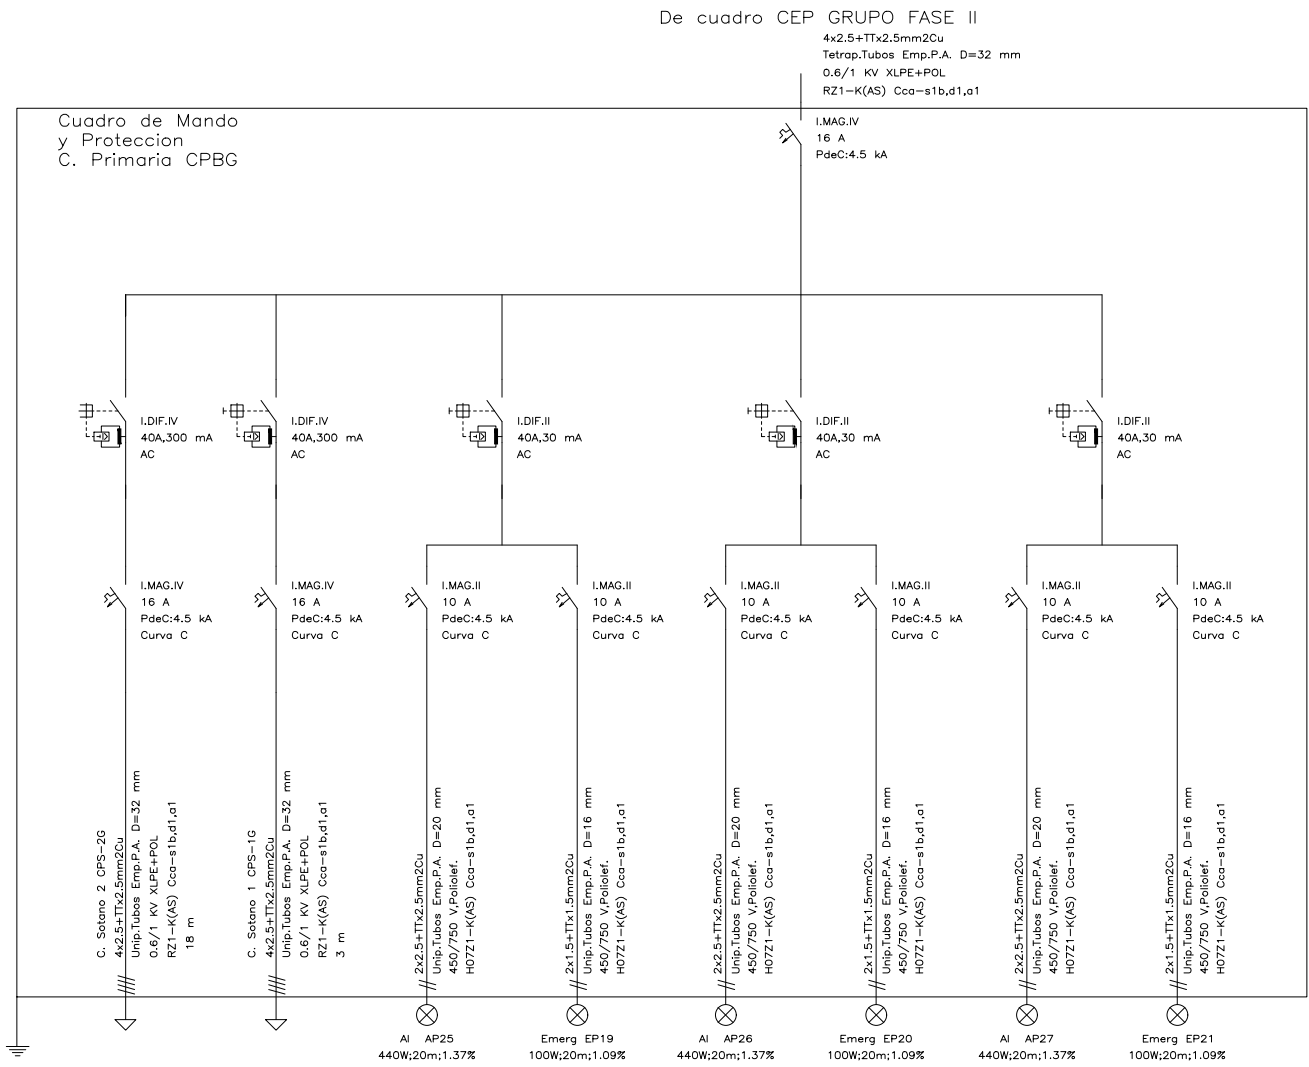 De cuadro CEP GRUPO FASE II
4x2.5+TTx2.5mm2Cu
Tetrap.Tubos Emp.P.A. D=32 mm
0.6/1 KV XLPE+POL
RZ1-K(AS) Cca-s1b,d1,a1
Cuadro de Mando
y Proteccion
C. Primaria CPBG
I.MAG.IV
16 A
PdeC:4.5 kA
I.DIF.IV
40A,300 mA
AC
I.DIF.IV
40A,300 mA
AC
I.DIF.II
40A,30 mA
AC
I.DIF.II
40A,30 mA
AC
I.DIF.II
40A,30 mA
AC
I.MAG.IV
16 A
PdeC:4.5 kA
Curva C
I.MAG.IV
16 A
PdeC:4.5 kA
Curva C
I.MAG.II
10 A
PdeC:4.5 kA
Curva C
I.MAG.II
10 A
PdeC:4.5 kA
Curva C
I.MAG.II
10 A
PdeC:4.5 kA
Curva C
I.MAG.II
10 A
PdeC:4.5 kA
Curva C
I.MAG.II
10 A
PdeC:4.5 kA
Curva C
I.MAG.II
10 A
PdeC:4.5 kA
Curva C
C. Sotano 2 CPS-2G
4x2.5+TTx2.5mm2Cu
Unip.Tubos Emp.P.A. D=32 mm
0.6/1 KV XLPE+POL
RZ1-K(AS) Cca-s1b,d1,a1
18 m
C. Sotano 1 CPS-1G
4x2.5+TTx2.5mm2Cu
Unip.Tubos Emp.P.A. D=32 mm
0.6/1 KV XLPE+POL
RZ1-K(AS) Cca-s1b,d1,a1
3 m
2x2.5+TTx2.5mm2Cu
Unip.Tubos Emp.P.A. D=20 mm
450/750 V,Poliolef.
H07Z1-K(AS) Cca-s1b,d1,a1
2x1.5+TTx1.5mm2Cu
Unip.Tubos Emp.P.A. D=16 mm
450/750 V,Poliolef.
H07Z1-K(AS) Cca-s1b,d1,a1
2x2.5+TTx2.5mm2Cu
Unip.Tubos Emp.P.A. D=20 mm
450/750 V,Poliolef.
H07Z1-K(AS) Cca-s1b,d1,a1
2x1.5+TTx1.5mm2Cu
Unip.Tubos Emp.P.A. D=16 mm
450/750 V,Poliolef.
H07Z1-K(AS) Cca-s1b,d1,a1
2x2.5+TTx2.5mm2Cu
Unip.Tubos Emp.P.A. D=20 mm
450/750 V,Poliolef.
H07Z1-K(AS) Cca-s1b,d1,a1
2x1.5+TTx1.5mm2Cu
Unip.Tubos Emp.P.A. D=16 mm
450/750 V,Poliolef.
H07Z1-K(AS) Cca-s1b,d1,a1
Al AP25
440W;20m;1.37%
Emerg EP19
100W;20m;1.09%
Al AP26
440W;20m;1.37%
Emerg EP20
100W;20m;1.09%
Al AP27
440W;20m;1.37%
Emerg EP21
100W;20m;1.09%